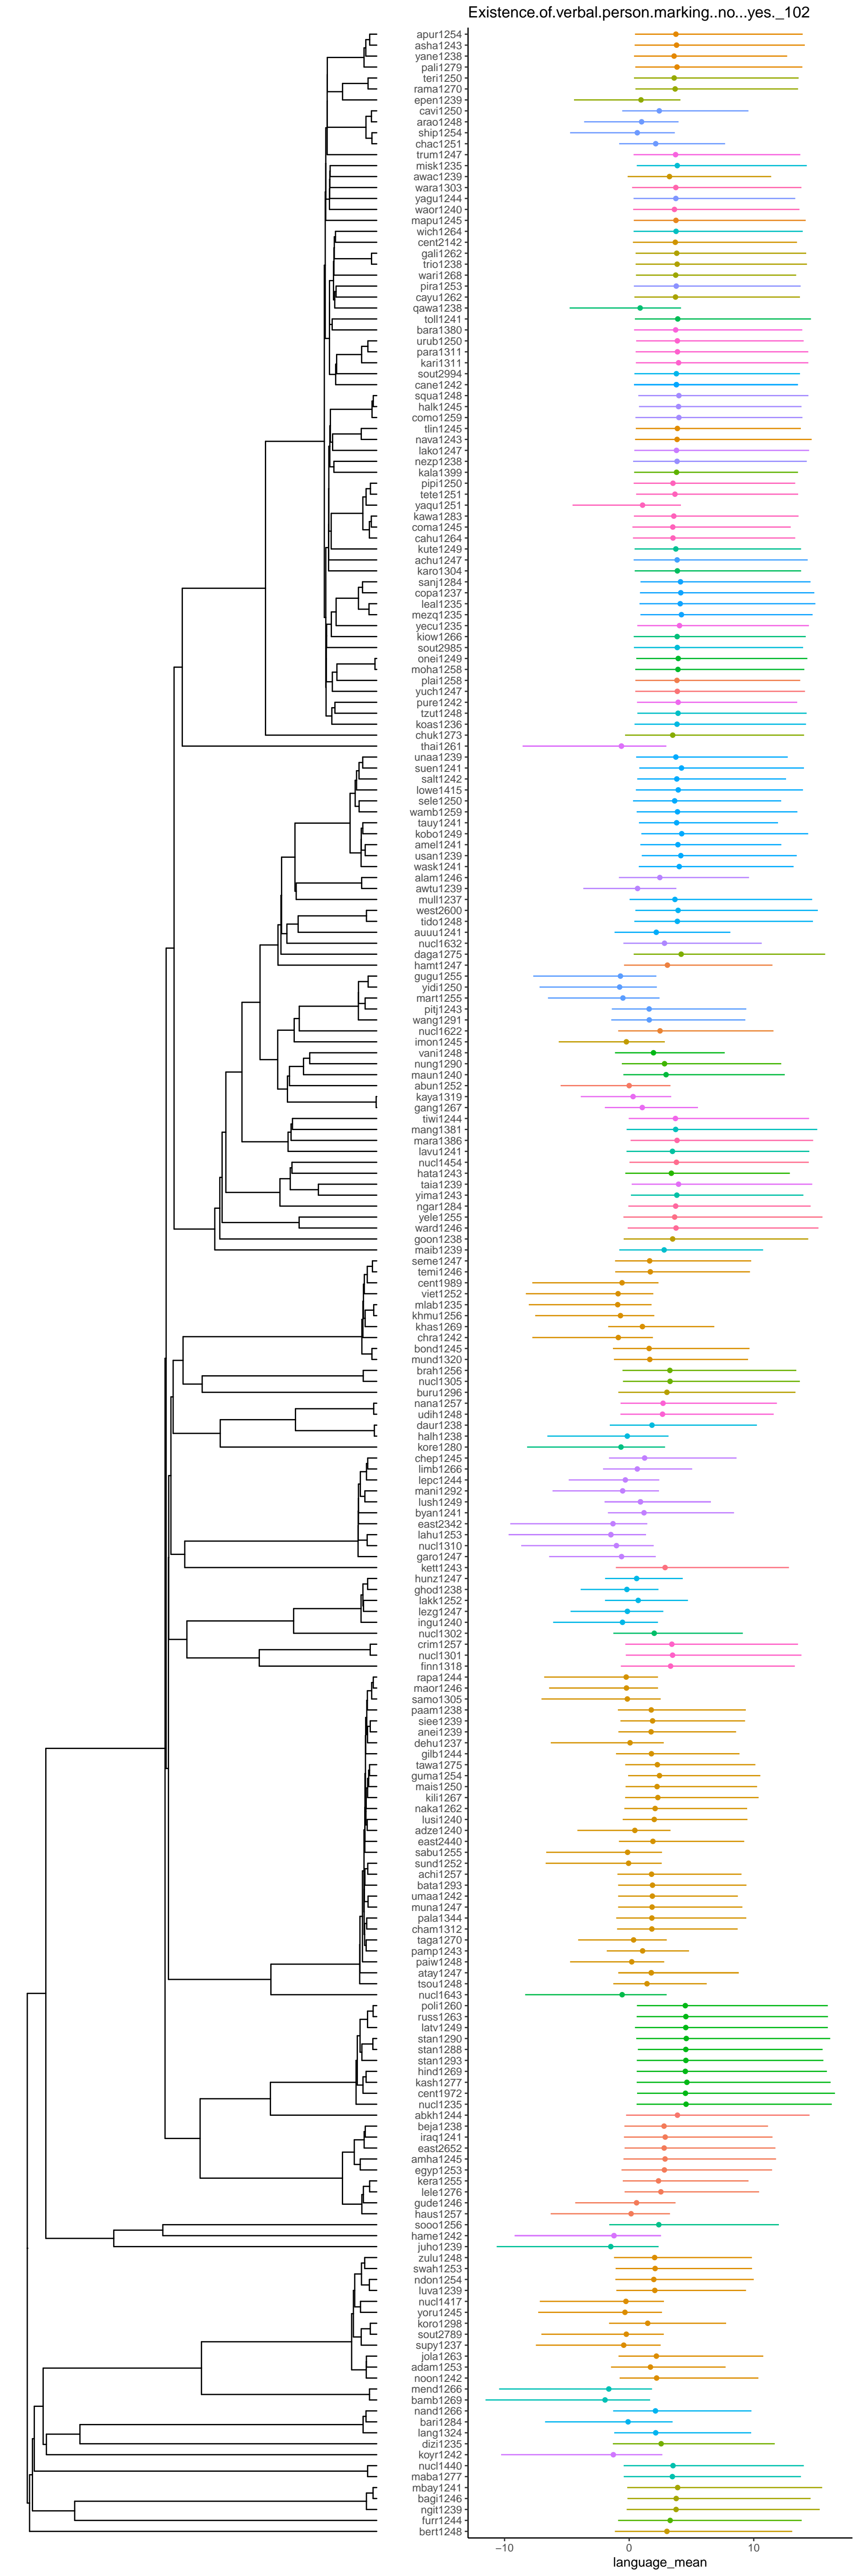 Existence.of.verbal.person.marking..no...yes._102
apur1254
asha1243
yane1238
pali1279
teri1250
rama1270
epen1239
cavi1250
arao1248
ship1254
chac1251
trum1247
misk1235
awac1239
wara1303
yagu1244
waor1240
mapu1245
wich1264
cent2142
gali1262
trio1238
wari1268
pira1253
cayu1262
qawa1238
toll1241
bara1380
urub1250
para1311
kari1311
sout2994
cane1242
squa1248
halk1245
como1259
tlin1245
nava1243
lako1247
nezp1238
kala1399
pipi1250
tete1251
yaqu1251
kawa1283
coma1245
cahu1264
kute1249
achu1247
karo1304
sanj1284
copa1237
leal1235
mezq1235
yecu1235
kiow1266
sout2985
onei1249
moha1258
plai1258
yuch1247
pure1242
tzut1248
koas1236
chuk1273
thai1261
unaa1239
suen1241
salt1242
lowe1415
sele1250
wamb1259
tauy1241
kobo1249
amel1241
usan1239
wask1241
alam1246
awtu1239
mull1237
west2600
tido1248
auuu1241
nucl1632
daga1275
hamt1247
gugu1255
yidi1250
mart1255
pitj1243
wang1291
nucl1622
imon1245
vani1248
nung1290
maun1240
abun1252
kaya1319
gang1267
tiwi1244
mang1381
mara1386
lavu1241
nucl1454
hata1243
taia1239
yima1243
ngar1284
yele1255
ward1246
goon1238
maib1239
seme1247
temi1246
cent1989
viet1252
mlab1235
khmu1256
khas1269
chra1242
bond1245
mund1320
brah1256
nucl1305
buru1296
nana1257
udih1248
daur1238
halh1238
kore1280
chep1245
limb1266
lepc1244
mani1292
lush1249
byan1241
east2342
lahu1253
nucl1310
garo1247
kett1243
hunz1247
ghod1238
lakk1252
lezg1247
ingu1240
nucl1302
crim1257
nucl1301
finn1318
rapa1244
maor1246
samo1305
paam1238
siee1239
anei1239
dehu1237
gilb1244
tawa1275
guma1254
mais1250
kili1267
naka1262
lusi1240
adze1240
east2440
sabu1255
sund1252
achi1257
bata1293
umaa1242
muna1247
pala1344
cham1312
taga1270
pamp1243
paiw1248
atay1247
tsou1248
nucl1643
poli1260
russ1263
latv1249
stan1290
stan1288
stan1293
hind1269
kash1277
cent1972
nucl1235
abkh1244
beja1238
iraq1241
east2652
amha1245
egyp1253
kera1255
lele1276
gude1246
haus1257
sooo1256
hame1242
juho1239
zulu1248
swah1253
ndon1254
luva1239
nucl1417
yoru1245
koro1298
sout2789
supy1237
jola1263
adam1253
noon1242
mend1266
bamb1269
nand1266
bari1284
lang1324
dizi1235
koyr1242
nucl1440
maba1277
mbay1241
bagi1246
ngit1239
furr1244
bert1248
−10 0 10
language_mean